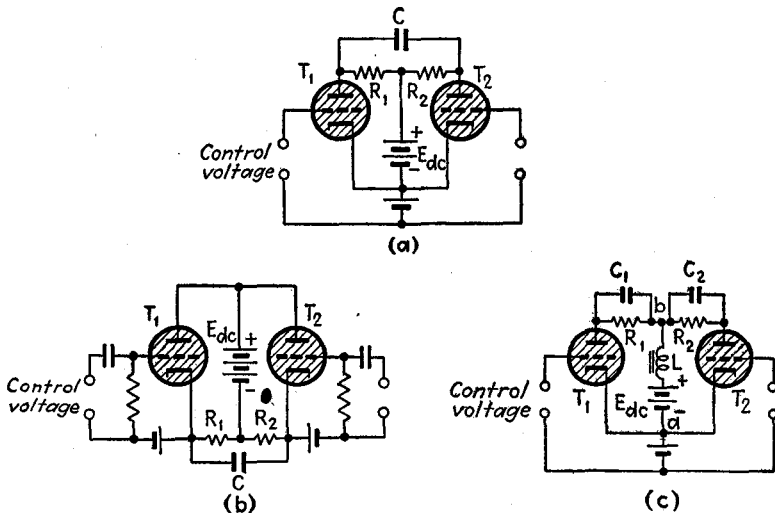 C
T1 T2
R1 R2
+
Edc
-
Control
voltage
(a)
T1 Edc + T2
-
Control
voltage
R1 R2
C
(b)
C1 C2
b
R1 R2
L
+
T1 Edc T2
a -
Control
voltage
(c)